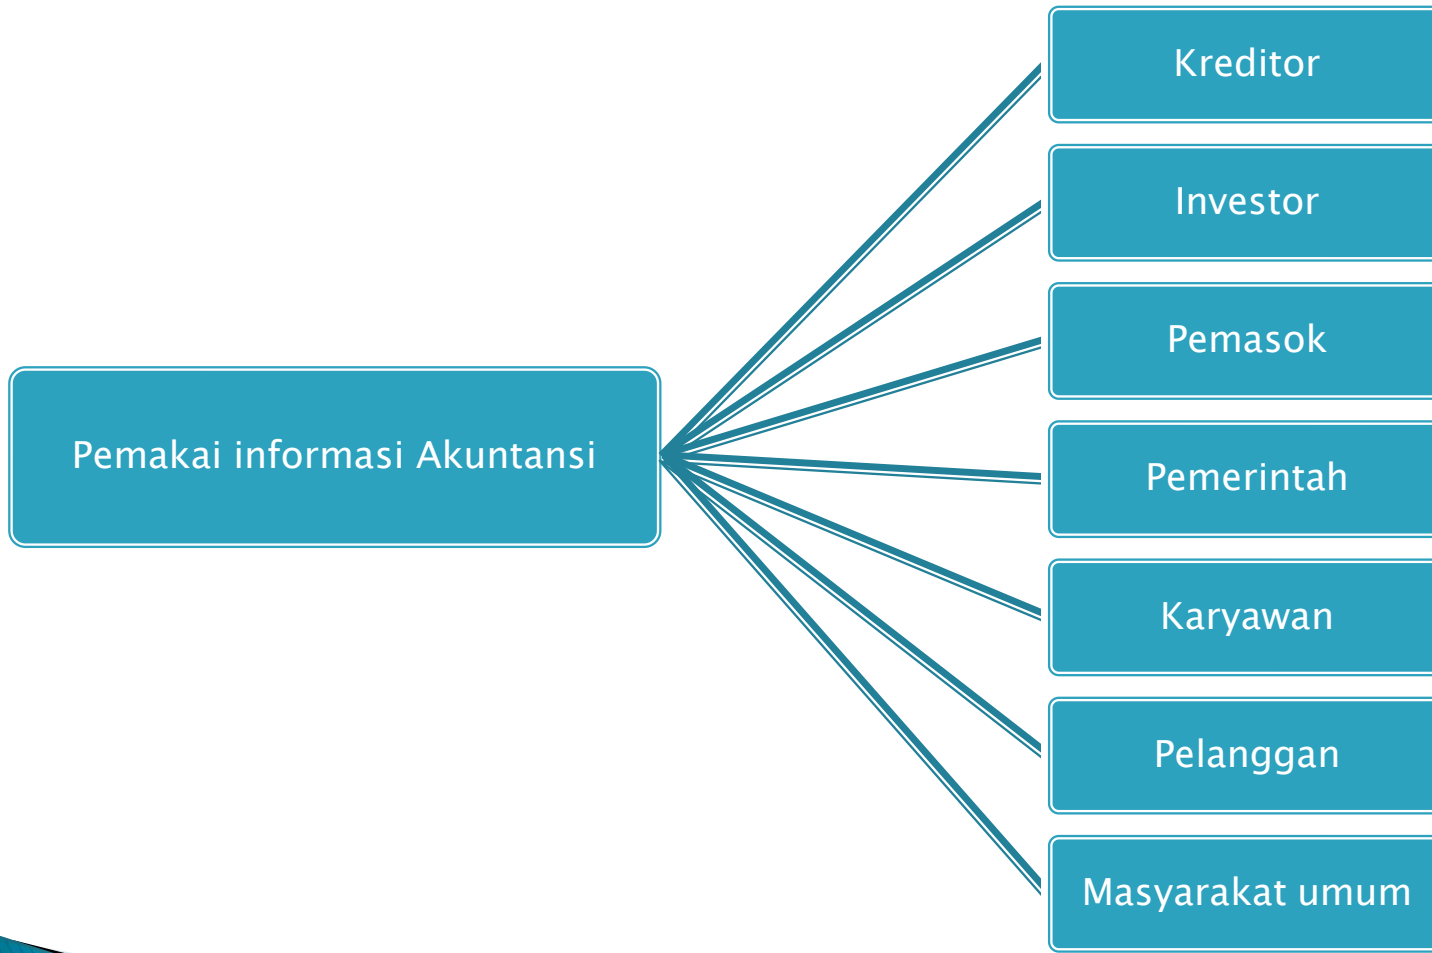 Pemakai informasi Akuntansi
Kreditor
Investor
Pemasok
Pemerintah
Karyawan
Pelanggan
Masyarakat umum